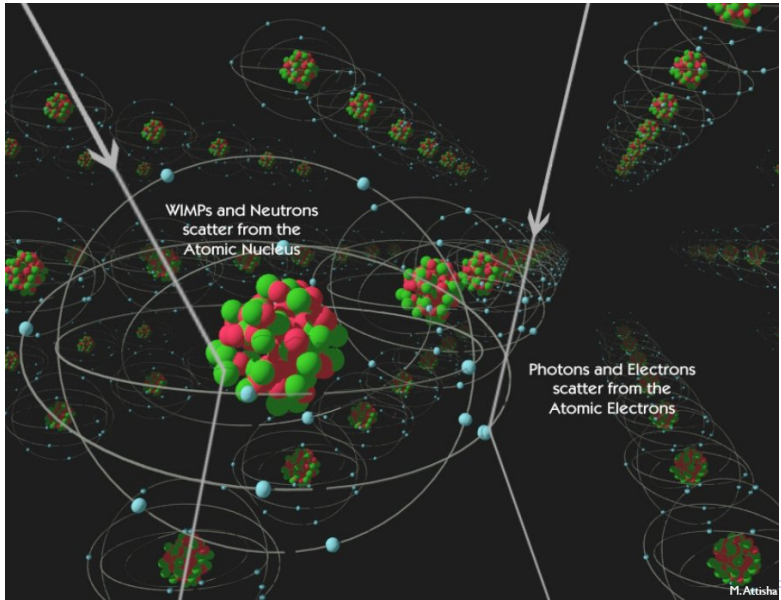 WIMPs and Neutrons
scatter from the
Atomic Nucleus
Photons and Electrons
scatter from the
Atomic Electrons
M.Attisha